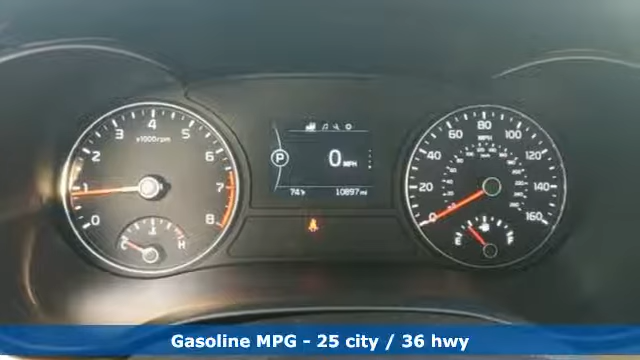 0 1 2 3 4 5 6 7 8
x1000rpm
C H
P
0 MPH
74°F 10897 mi
0 20 40 60 80 100 120 140 160
MPH
E F
Gasoline MPG - 25 city / 36 hwy